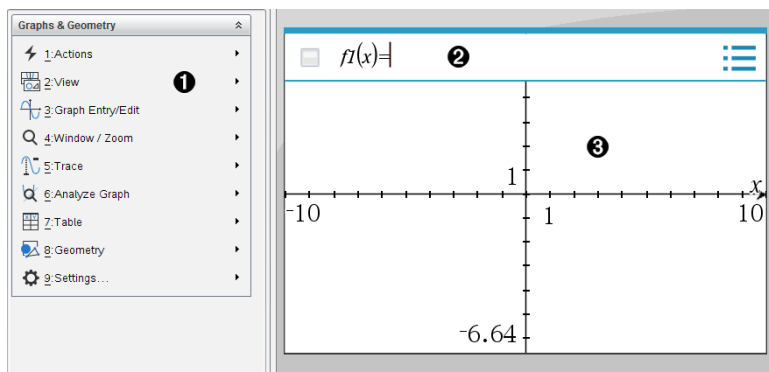 Graphs & Geometry
1:Actions
2:View
❶
3:Graph Entry/Edit
4:Window / Zoom
5:Trace
6:Analyze Graph
7:Table
8:Geometry
9:Settings...
f1(x)=
❷
❸
1
x
-10
1
10
-6.64